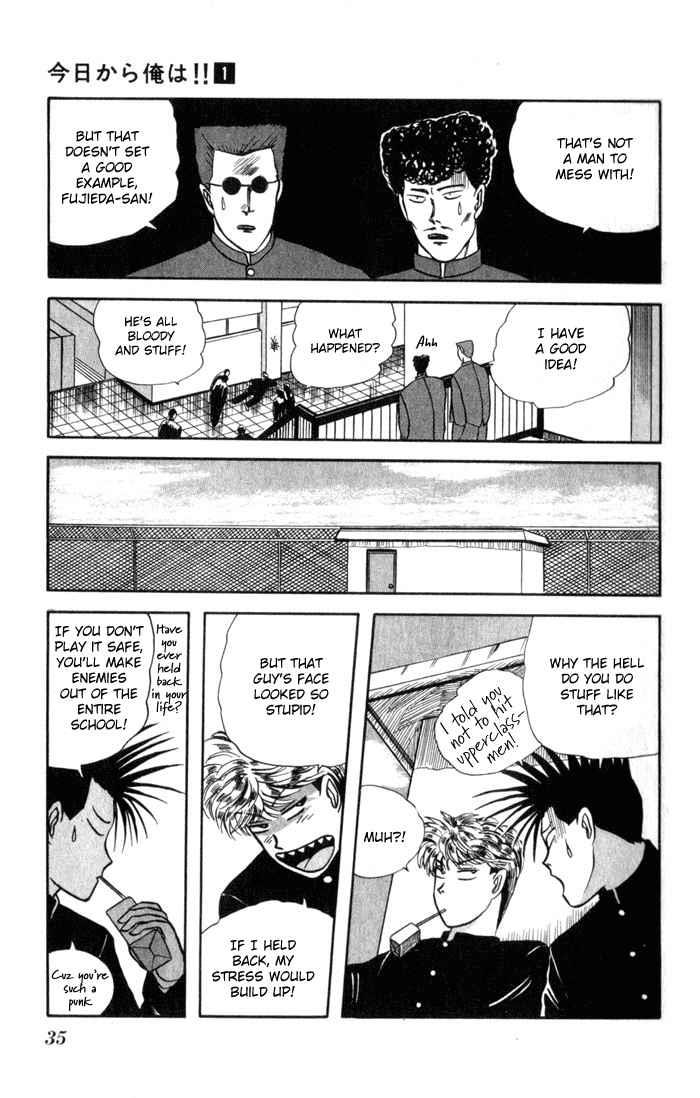 今日から俺は!! 1
THAT'S NOT
A MAN TO
MESS WITH!
BUT THAT
DOESN'T SET
A GOOD
EXAMPLE,
FUJIEDA-SAN!
I HAVE
A GOOD
IDEA!
Ahh
WHAT
HAPPENED?
HE'S ALL
BLOODY
AND STUFF!
WHY THE HELL
DO YOU DO
STUFF LIKE
THAT?
I told you
not to hit
upperclass-
men!
MUH?!
BUT THAT
GUY'S FACE
LOOKED SO
STUPID!
IF I HELD
BACK, MY
STRESS WOULD
BUILD UP!
Have
you
ever
held
back
in your
life?
IF YOU DON'T
PLAY IT SAFE,
YOU'LL MAKE
ENEMIES
OUT OF THE
ENTIRE
SCHOOL!
Cuz you're
such a
punk
35